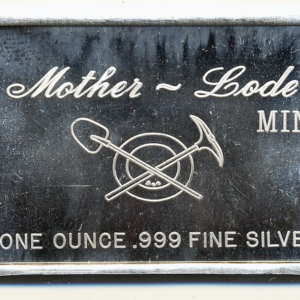 Mother ~ Lode
MIN
ONE OUNCE .999 FINE SILVE